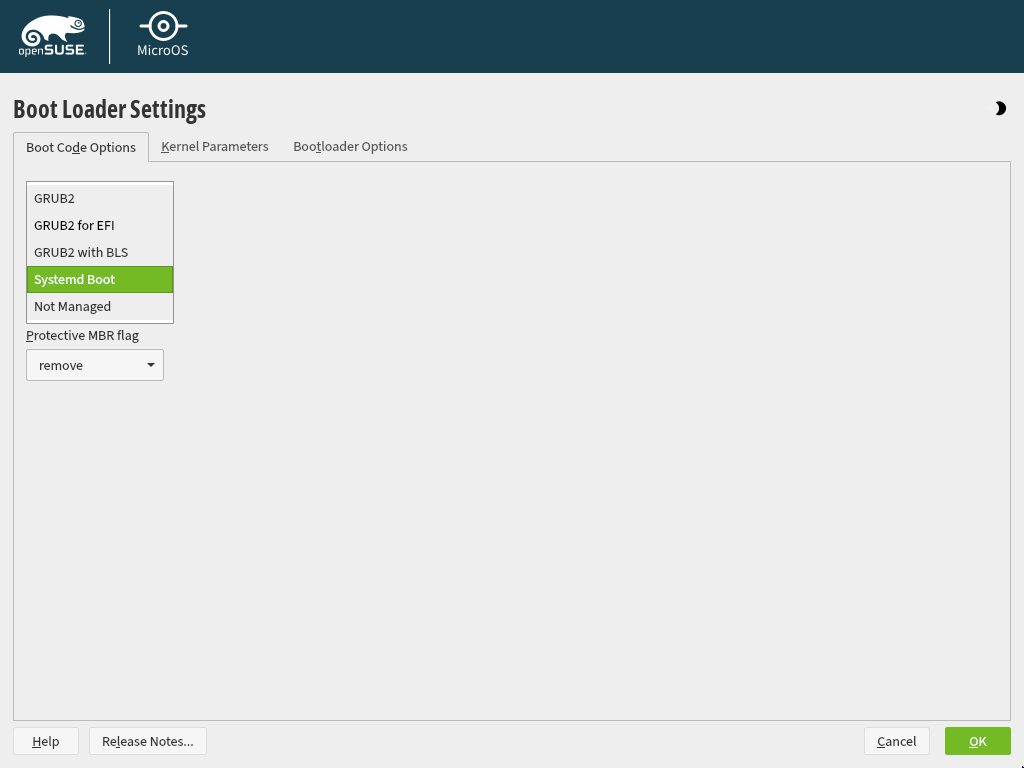 openSUSE
MicroOS
Boot Loader Settings
Boot Code Options
Kernel Parameters
Bootloader Options
GRUB2
GRUB2 for EFI
GRUB2 with BLS
Systemd Boot
Not Managed
Protective MBR flag
remove
Help
Release Notes...
Cancel
OK